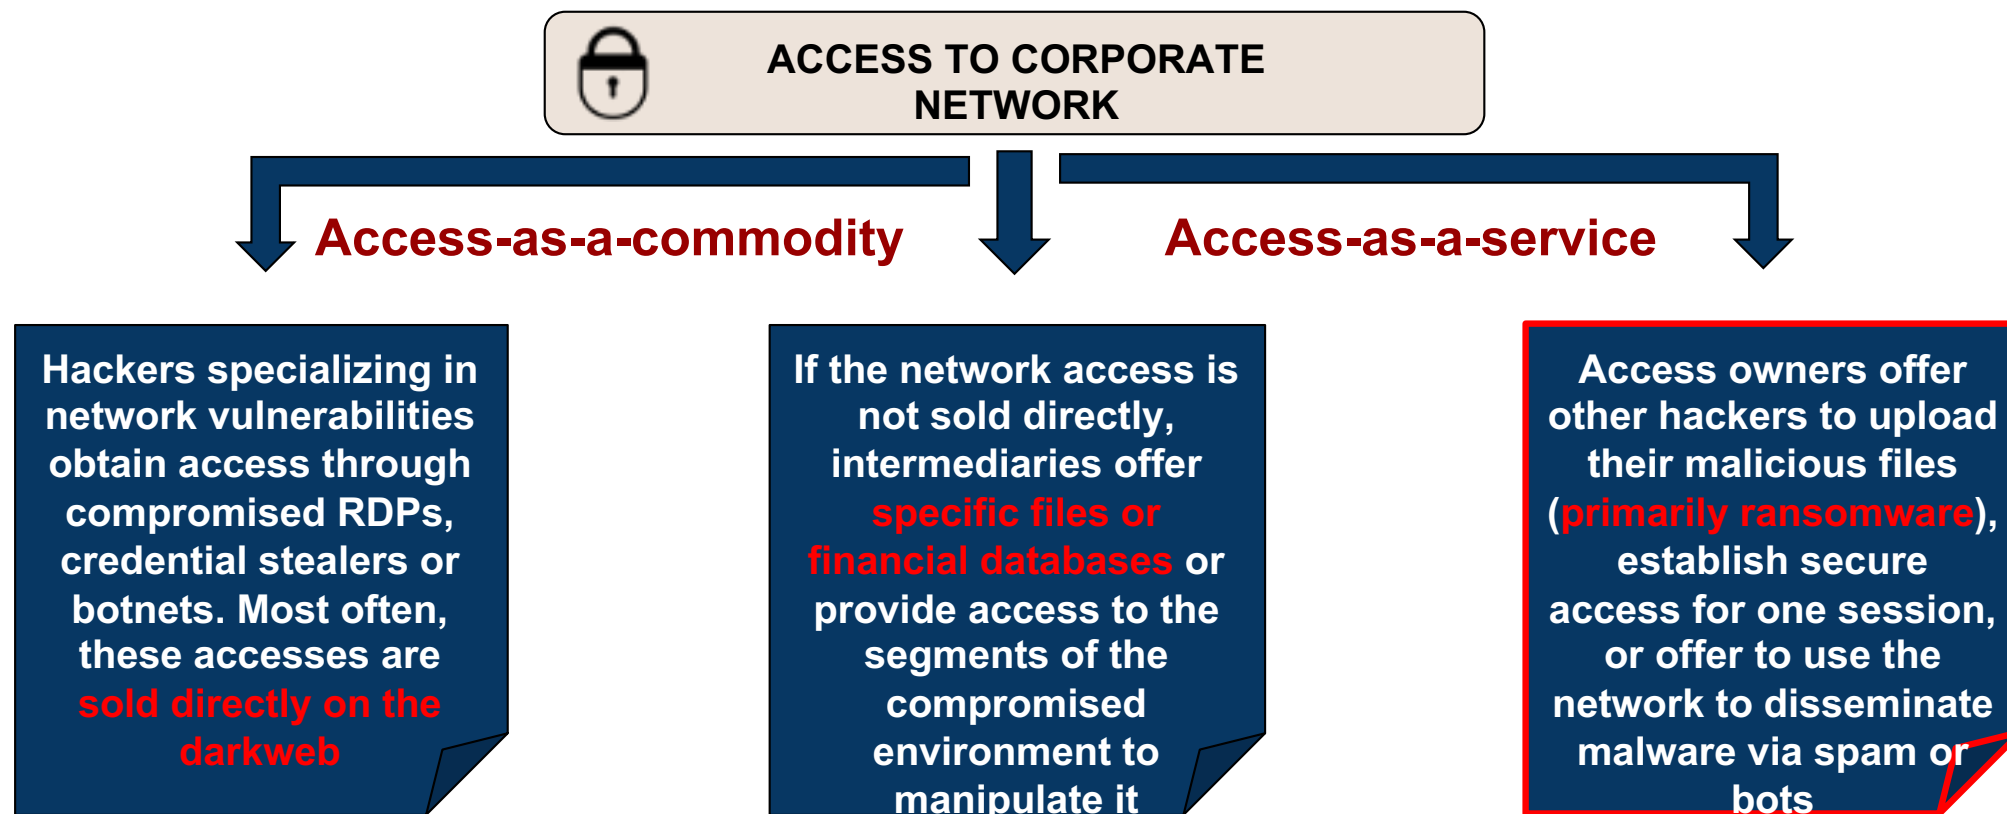 ACCESS TO CORPORATE
NETWORK
Access-as-a-commodity
Access-as-a-service
Hackers specializing in
network vulnerabilities
obtain access through
compromised RDPs,
credential stealers or
botnets. Most often,
these accesses are
sold directly on the
darkweb
If the network access is
not sold directly,
intermediaries offer
specific files or
financial databases or
provide access to the
segments of the
compromised
environment to
manipulate it
Access owners offer
other hackers to upload
their malicious files
(primarily ransomware),
establish secure
access for one session,
or offer to use the
network to disseminate
malware via spam or
bots